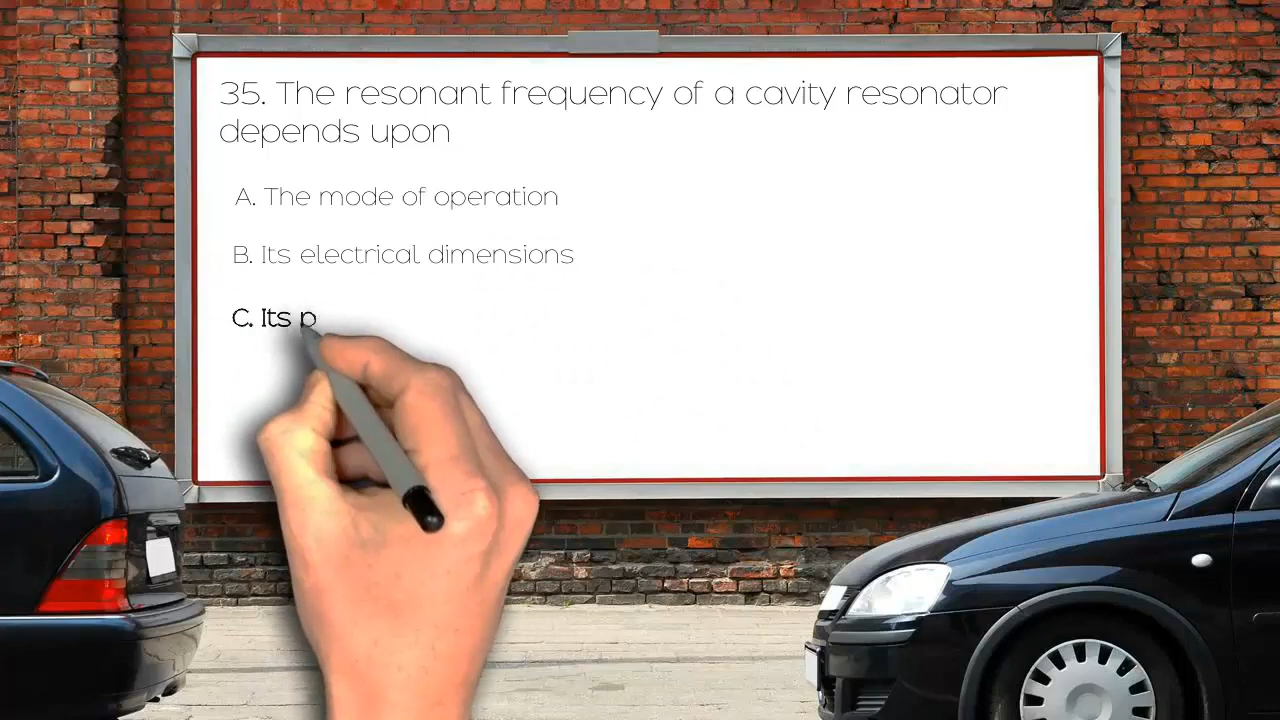 35. The resonant frequency of a cavity resonator
depends upon
A. The mode of operation
B. Its electrical dimensions
C. Its p